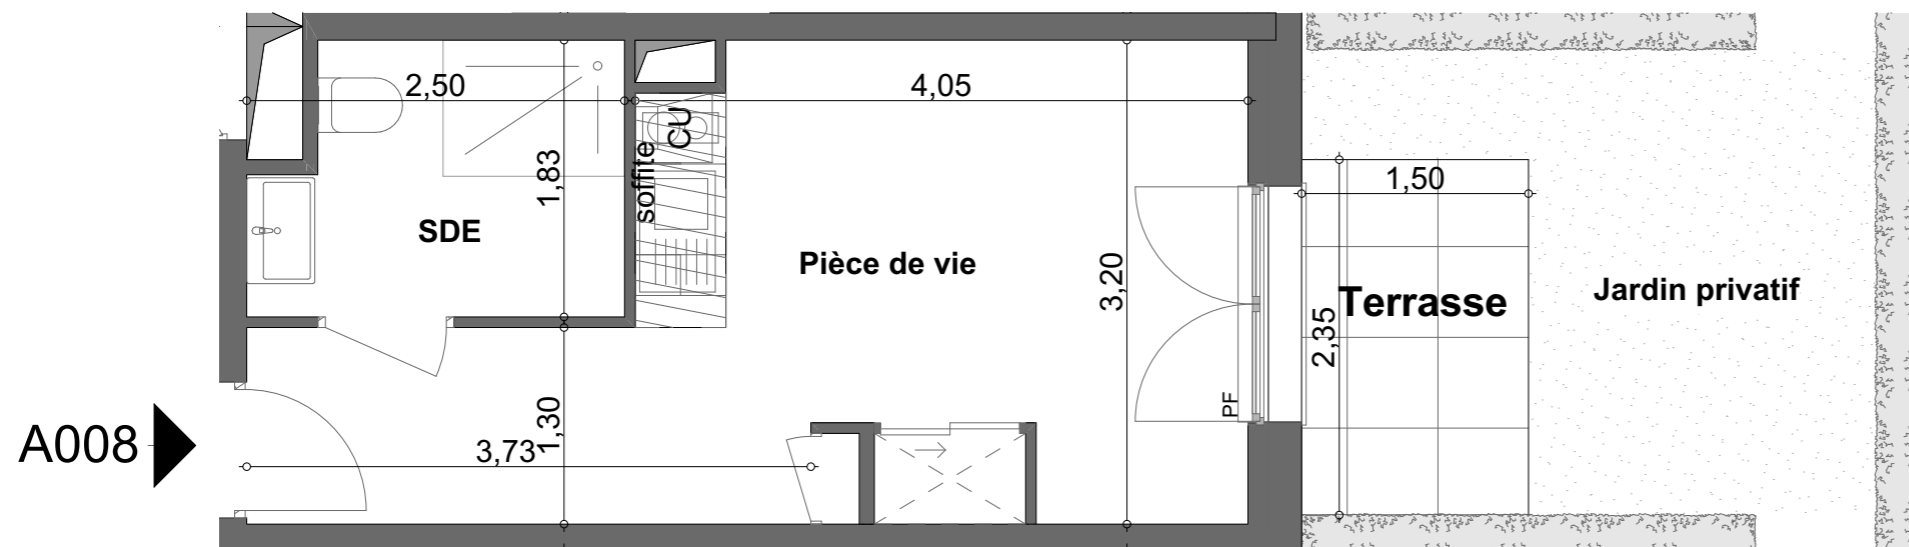 2,50
4,05
CU
soffite
1,83
1,50
SDE
Pièce de vie
3,20
Terrasse
Jardin privatif
2,35
PF
A008
3,73
1,30